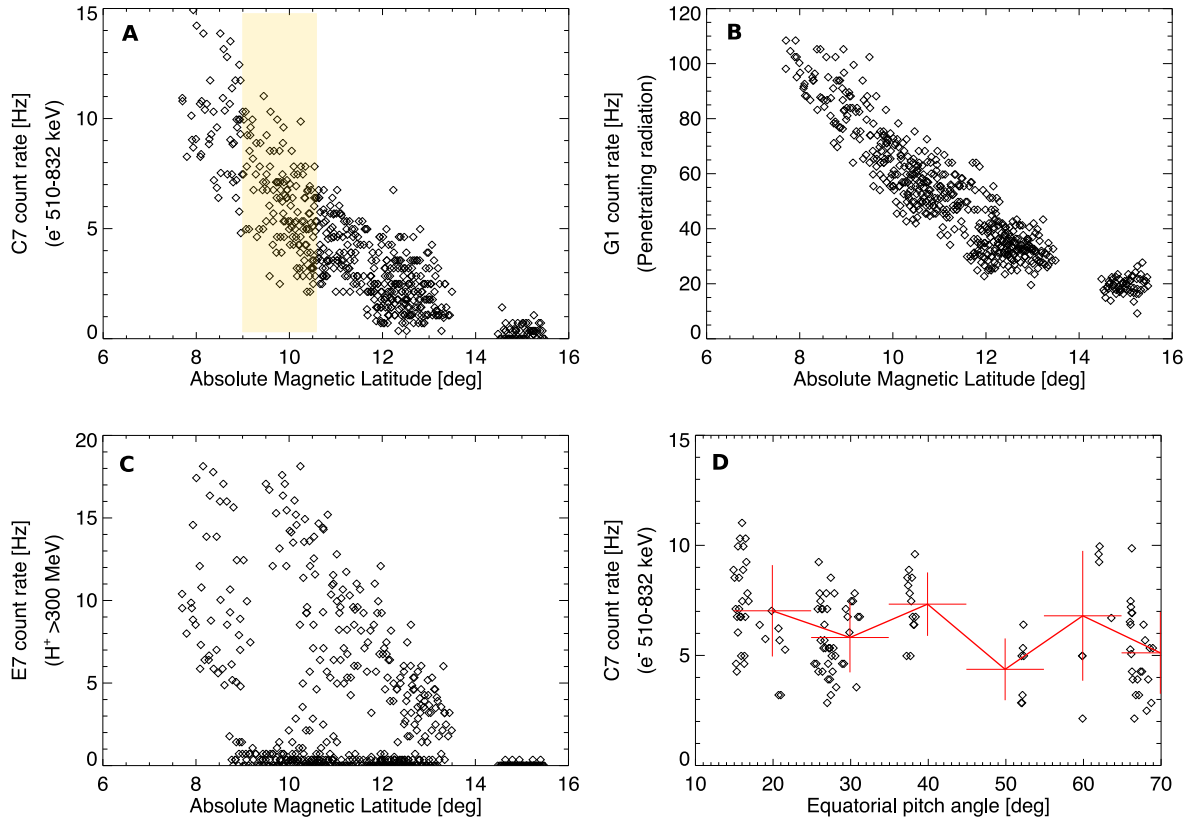 A
C7 count rate [Hz]
(e- 510-832 keV)
15
10
5
0
6 8 10 12 14 16
Absolute Magnetic Latitude [deg]
B
G1 count rate [Hz]
(Penetrating radiation)
120
100
80
60
40
20
0
6 8 10 12 14 16
Absolute Magnetic Latitude [deg]
C
E7 count rate [Hz]
(H+ >300 MeV)
20
15
10
5
0
6 8 10 12 14 16
Absolute Magnetic Latitude [deg]
D
C7 count rate [Hz]
(e- 510-832 keV)
15
10
5
0
10 20 30 40 50 60 70
Equatorial pitch angle [deg]